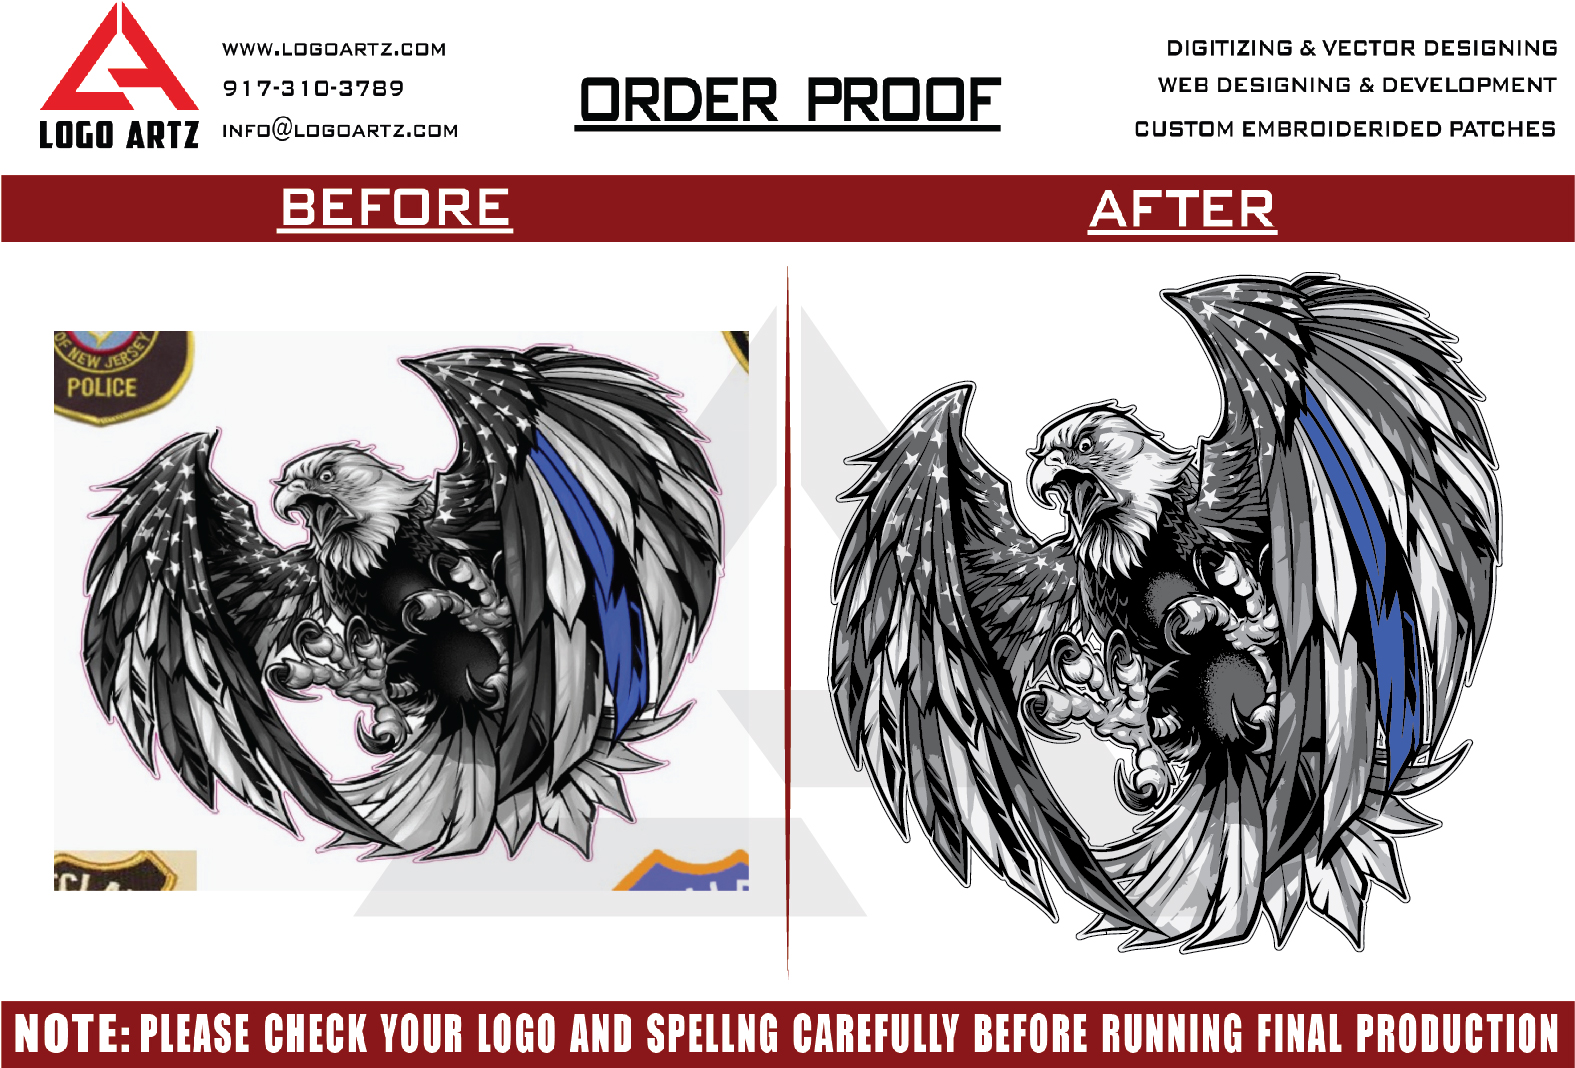 LOGO ARTZ
WWW.LOGOARTZ.COM
917-310-3789
INFO@LOGOARTZ.COM
ORDER PROOF
DIGITIZING & VECTOR DESIGNING
WEB DESIGNING & DEVELOPMENT
CUSTOM EMBROIDERIDED PATCHES
BEFORE
AFTER
OF NEW JERSEY
POLICE
NOTE: PLEASE CHECK YOUR LOGO AND SPELLNG CAREFULLY BEFORE RUNNING FINAL PRODUCTION